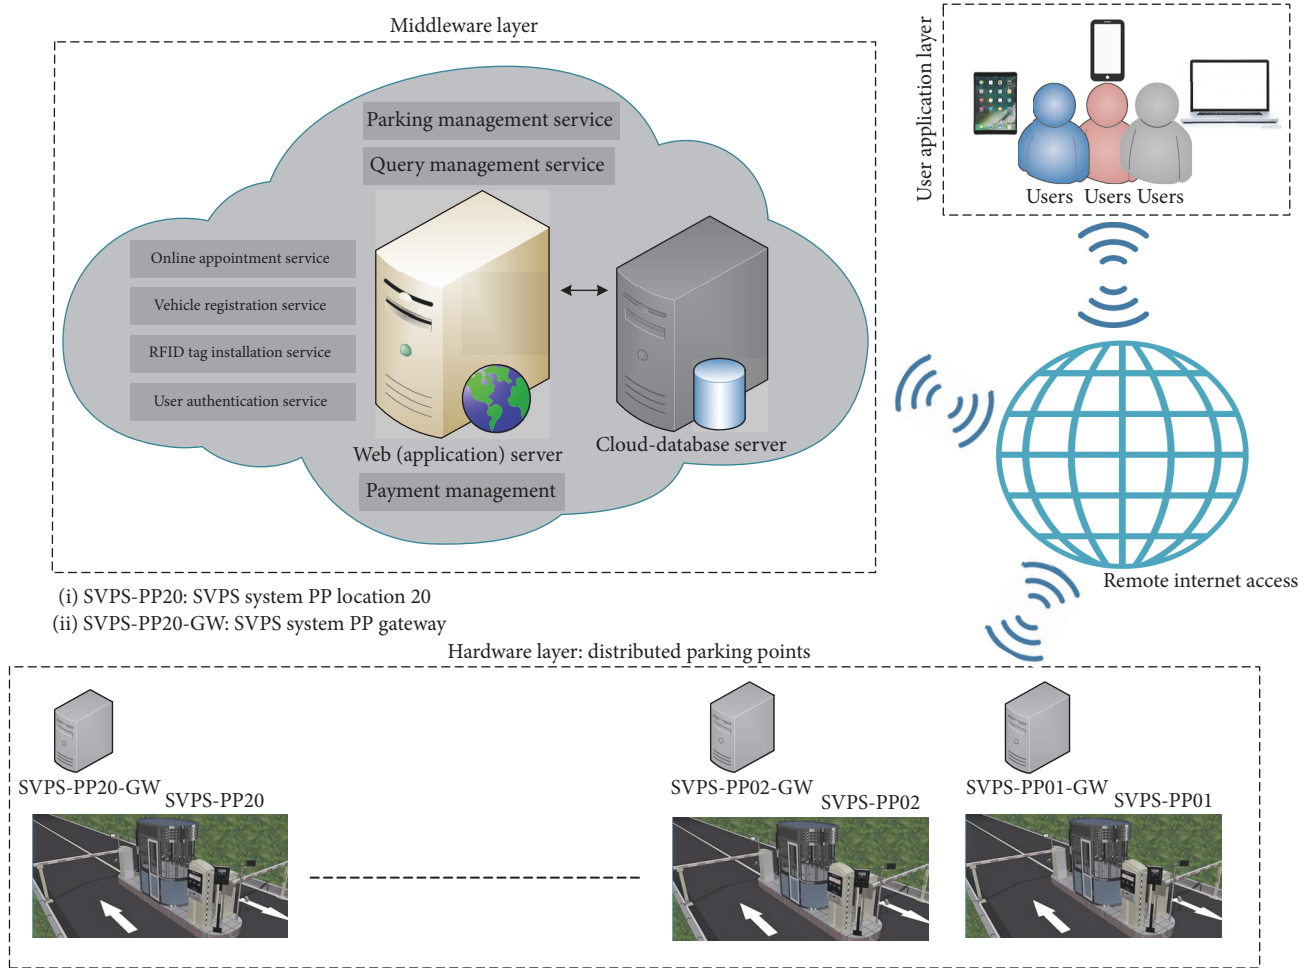 Middleware layer
Parking management service
Query management service
Online appointment service
Vehicle registration service
RFID tag installation service
User authentication service
Web (application) server
Cloud-database server
Payment management
User application layer
Users Users Users
Remote internet access
(i) SVPS-PP20: SVPS system PP location 20
(ii) SVPS-PP20-GW: SVPS system PP gateway
Hardware layer: distributed parking points
SVPS-PP20-GW
SVPS-PP20
SVPS-PP02-GW
SVPS-PP02
SVPS-PP01-GW
SVPS-PP01